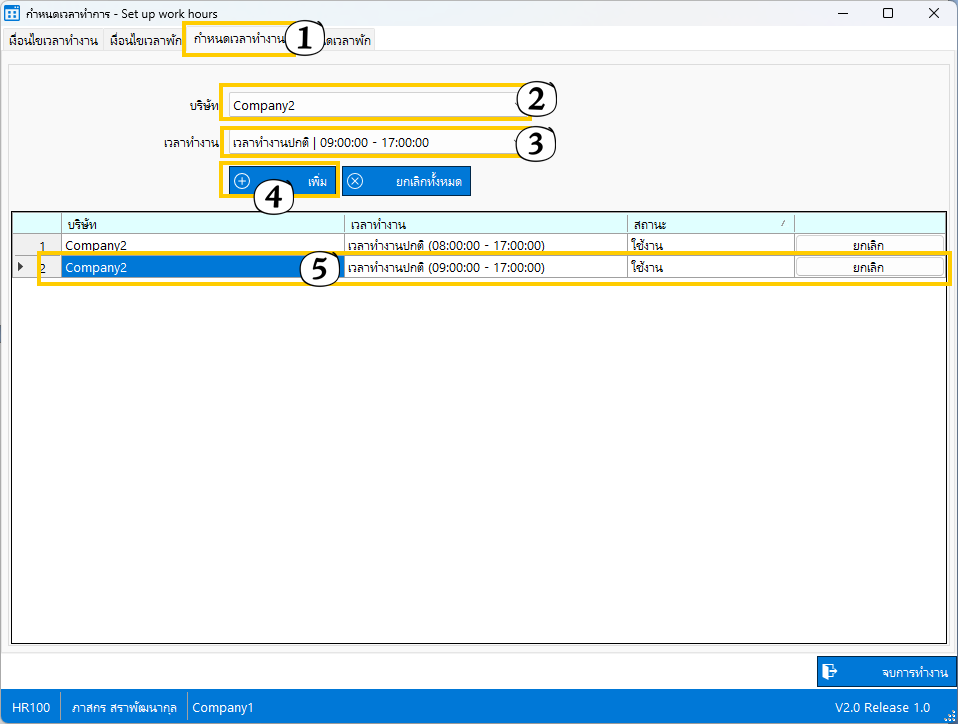 กำหนดเวลาทำการ - Set up work hours
เงื่อนไขเวลาทำงาน เงื่อนไขเวลาพัก กำหนดเวลาทำงาน 1
บริษัท Company2 2
เวลาทำงาน เวลาทำงานปกติ | 09:00:00 - 17:00:00 3
เพิ่ม 4 ยกเลิกทั้งหมด
บริษัท เวลาทำงาน สถานะ
1 Company2 เวลาทำงานปกติ (08:00:00 - 17:00:00) ใช้งาน ยกเลิก
2 Company2 5 เวลาทำงานปกติ (09:00:00 - 17:00:00) ใช้งาน ยกเลิก
จบการทำงาน
HR100 ภาสกร สราพัฒนากุล Company1 V2.0 Release 1.0